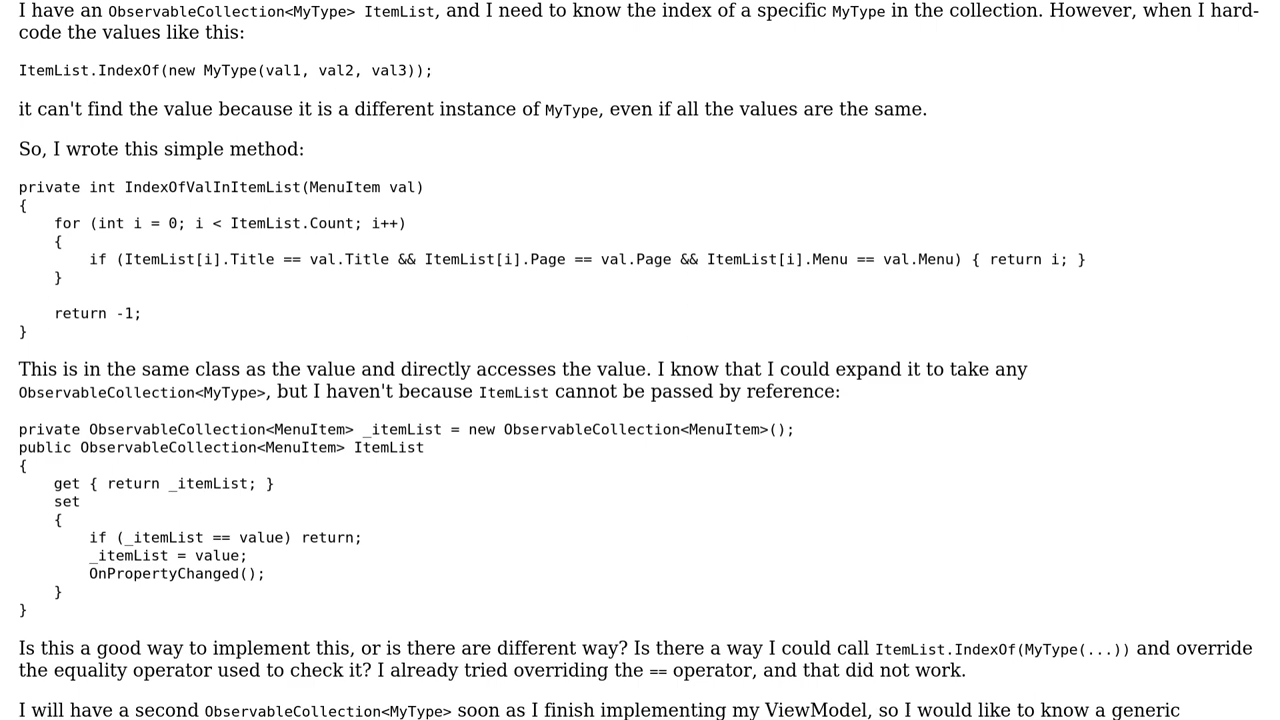 I have an ObservableCollection<MyType> ItemList, and I need to know the index of a specific MyType in the collection. However, when I hard-
code the values like this:
ItemList.IndexOf(new MyType(val1, val2, val3));
it can't find the value because it is a different instance of MyType, even if all the values are the same.
So, I wrote this simple method:
private int IndexOfValInItemList(MenuItem val)
{
    for (int i = 0; i < ItemList.Count; i++)
    {
        if (ItemList[i].Title == val.Title && ItemList[i].Page == val.Page && ItemList[i].Menu == val.Menu) { return i; }
    }
    return -1;
}
This is in the same class as the value and directly accesses the value. I know that I could expand it to take any
ObservableCollection<MyType>, but I haven't because ItemList cannot be passed by reference:
private ObservableCollection<MenuItem> _itemList = new ObservableCollection<MenuItem>();
public ObservableCollection<MenuItem> ItemList
{
    get { return _itemList; }
    set
    {
        if (_itemList == value) return;
        _itemList = value;
        OnPropertyChanged();
    }
}
Is this a good way to implement this, or is there are different way? Is there a way I could call ItemList.IndexOf(MyType(...)) and override
the equality operator used to check it? I already tried overriding the == operator, and that did not work.
I will have a second ObservableCollection<MyType> soon as I finish implementing my ViewModel, so I would like to know a generic